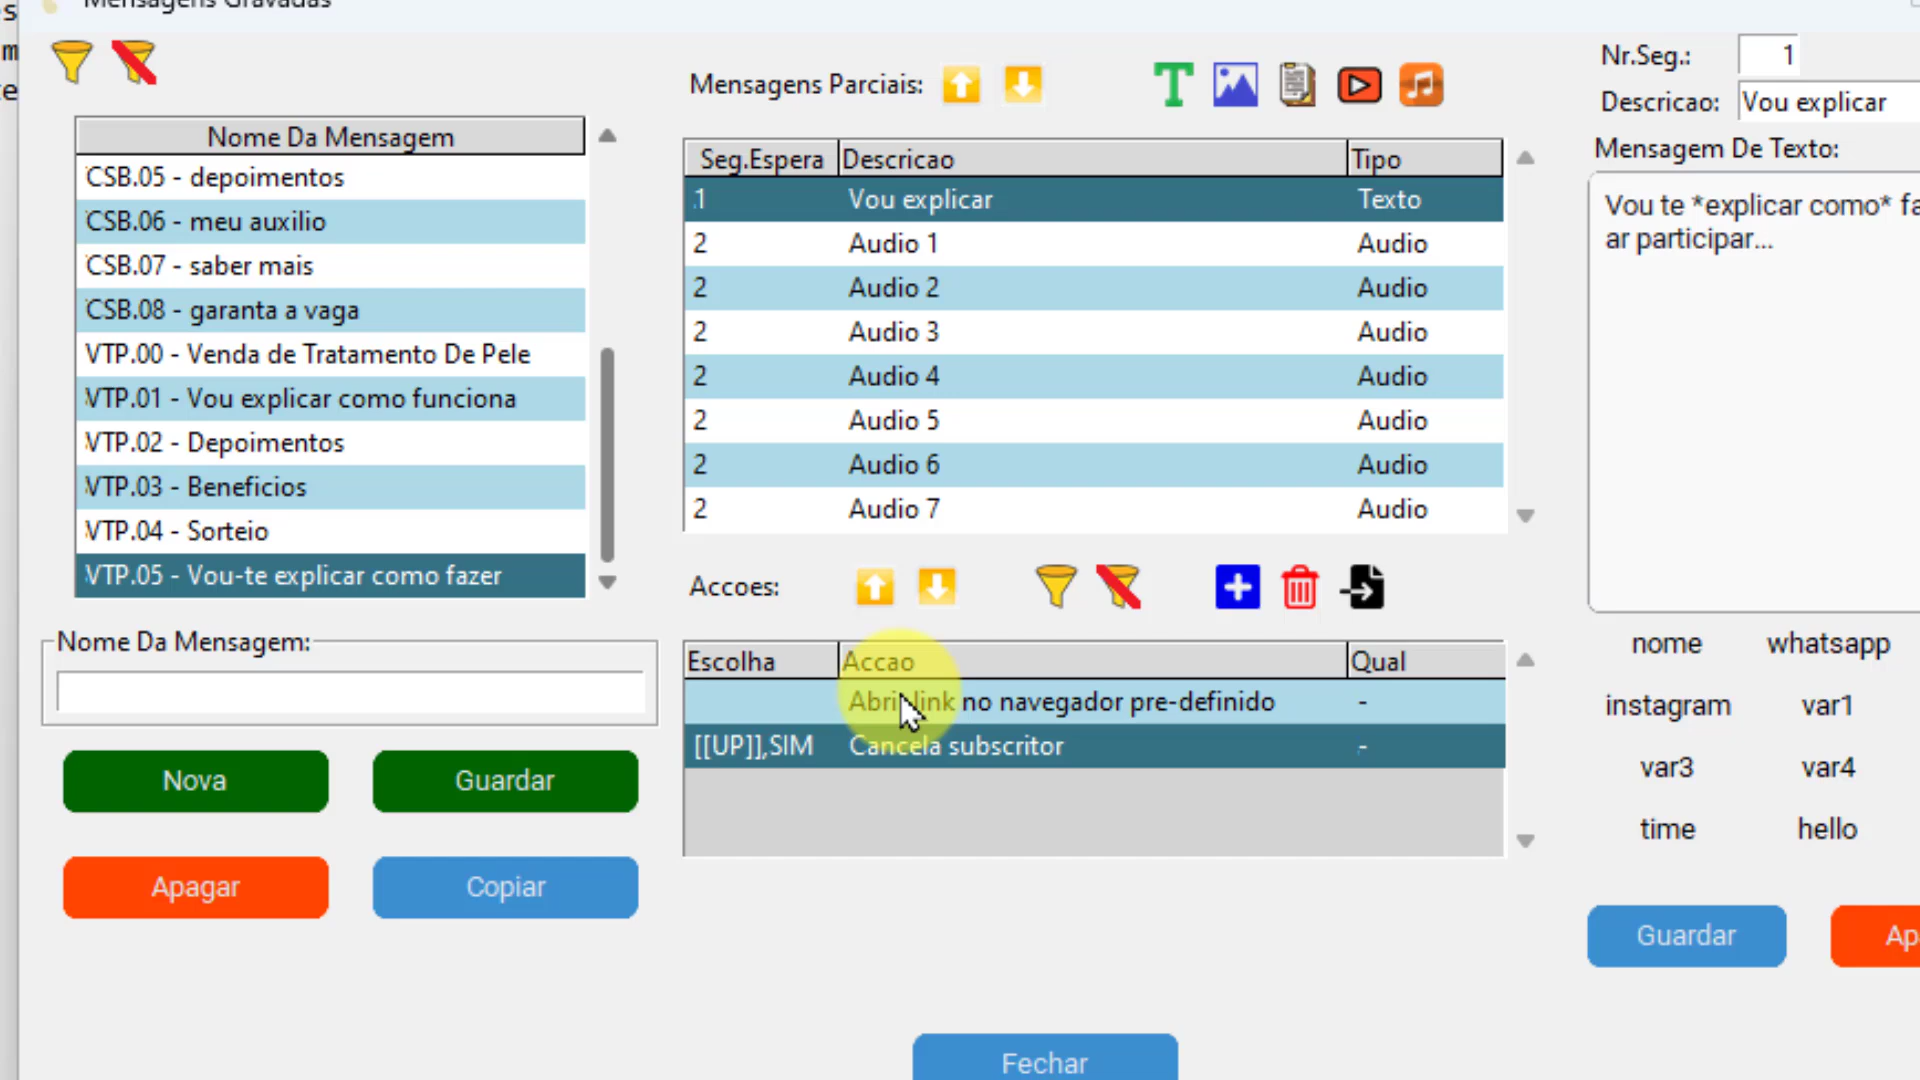 Mensagens Gravadas
Nome Da Mensagem
CSB.05 - depoimentos
CSB.06 - meu auxilio
CSB.07 - saber mais
CSB.08 - garanta a vaga
VTP.00 - Venda de Tratamento De Pele
VTP.01 - Vou explicar como funciona
VTP.02 - Depoimentos
VTP.03 - Beneficios
VTP.04 - Sorteio
VTP.05 - Vou-te explicar como fazer
Nome Da Mensagem:
Nova Guardar
Apagar Copiar
Mensagens Parciais:
Seg.Espera Descricao Tipo
1 Vou explicar Texto
2 Audio 1 Audio
2 Audio 2 Audio
2 Audio 3 Audio
2 Audio 4 Audio
2 Audio 5 Audio
2 Audio 6 Audio
2 Audio 7 Audio
Accoes:
Escolha Accao Qual
Abrir link no navegador pre-definido -
[[UP]],SIM Cancela subscritor -
Fechar
Nr.Seg.: 1
Descricao: Vou explicar
Mensagem De Texto:
Vou te *explicar como* fa
ar participar...
nome whatsapp
instagram var1
var3 var4
time hello
Guardar Ap